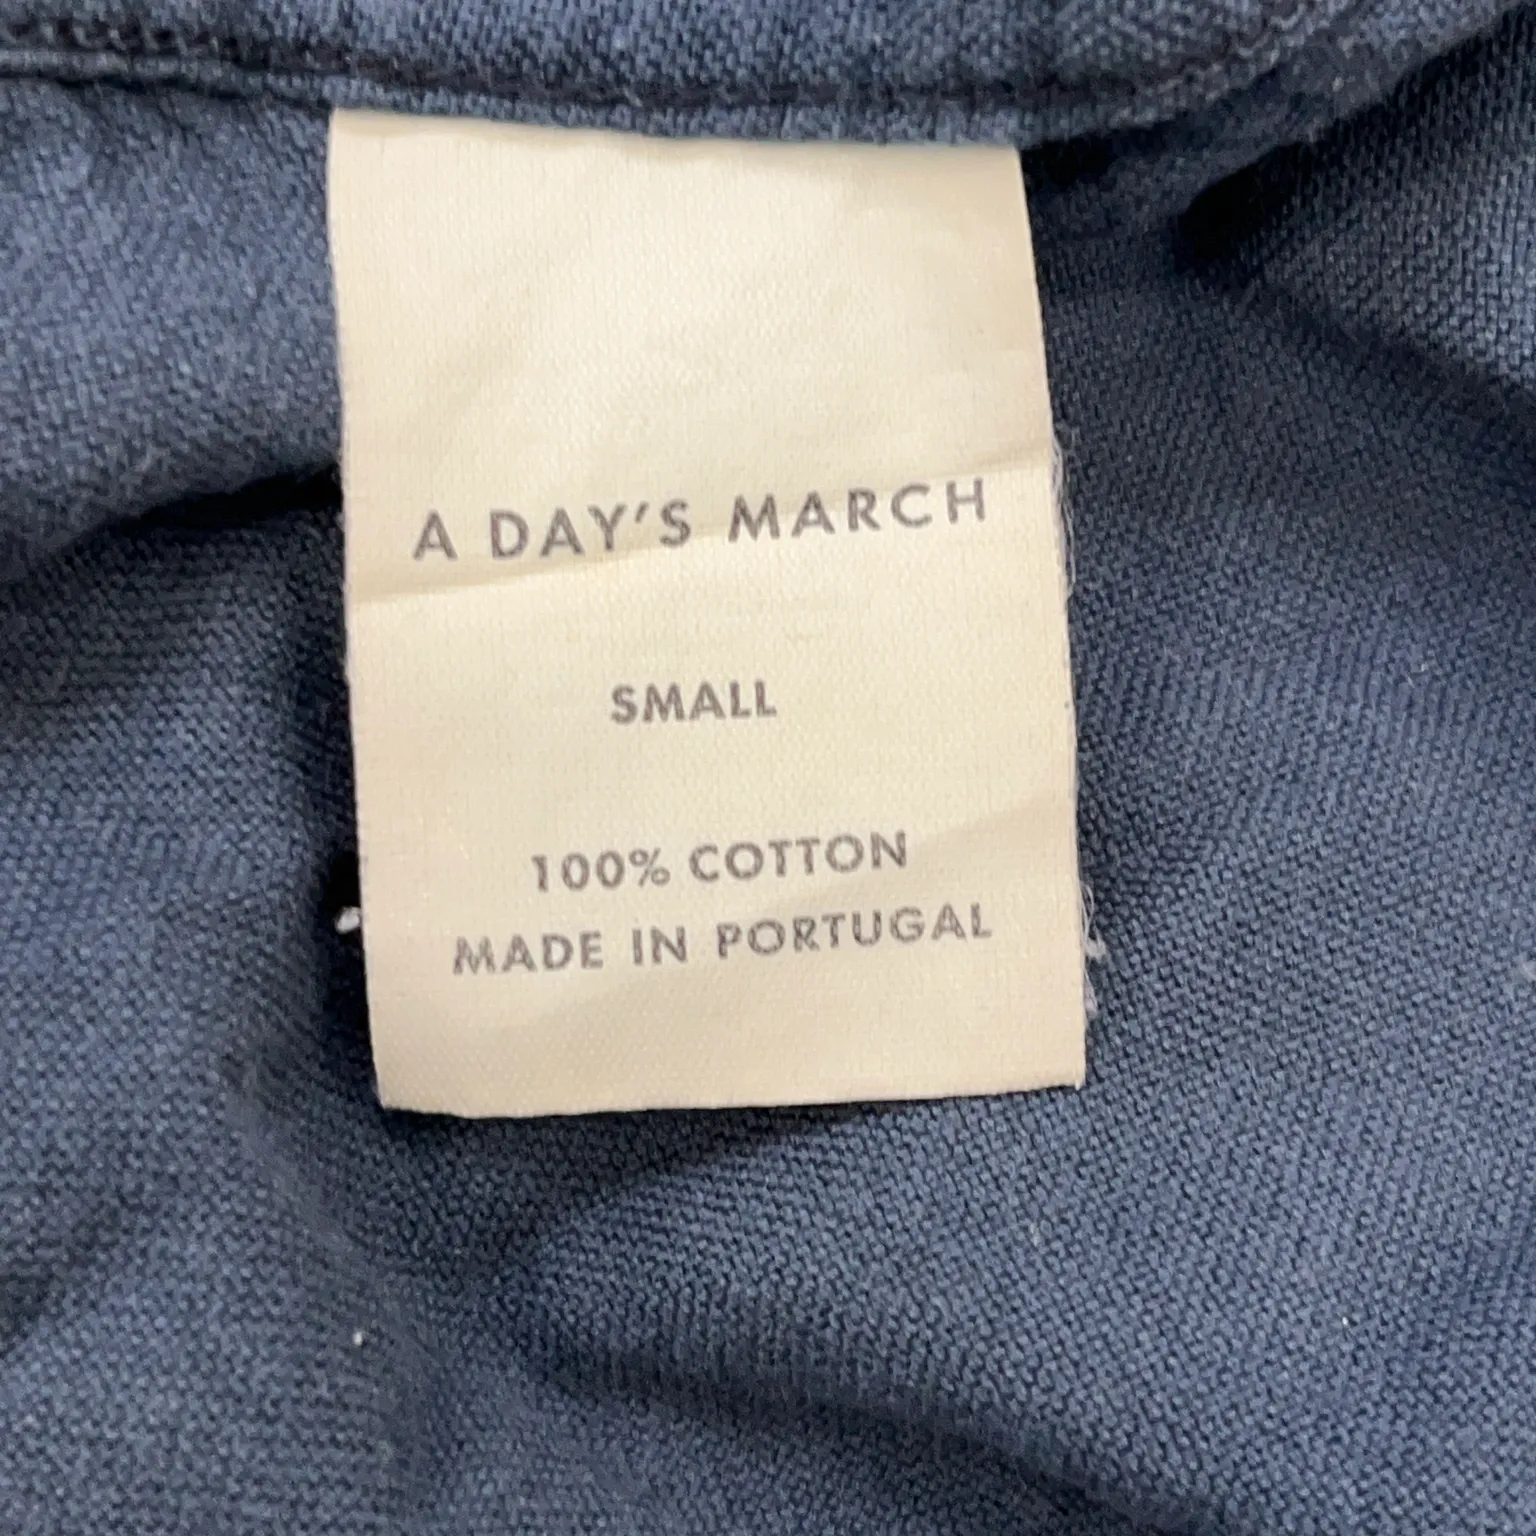 A DAY'S MARCH
SMALL
100% COTTON
MADE IN PORTUGAL